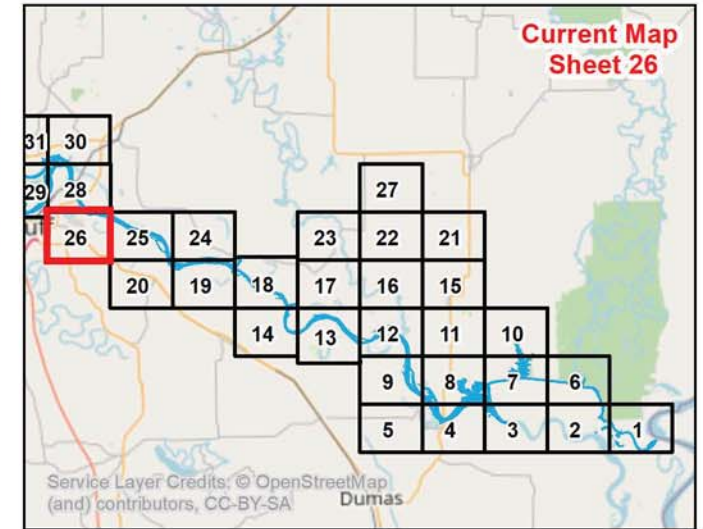 Current Map
Sheet 26
31 30
27
29 28
26 25 24 23 22 21
20 19 18 17 16 15
14 13 12 11 10
9 8 7 6
5 4 3 2 1
Service Layer Credits: © OpenStreetMap
(and) contributors, CC-BY-SA
Dumas